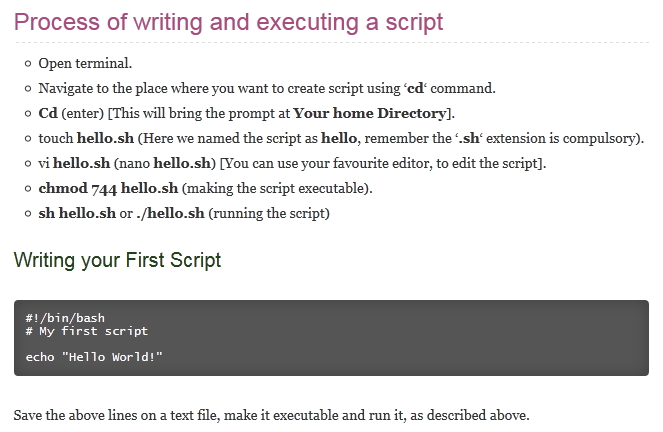 Process of writing and executing a script
Open terminal.
Navigate to the place where you want to create script using ‘cd‘ command.
Cd (enter) [This will bring the prompt at Your home Directory].
touch hello.sh (Here we named the script as hello, remember the ‘.sh‘ extension is compulsory).
vi hello.sh (nano hello.sh) [You can use your favourite editor, to edit the script].
chmod 744 hello.sh (making the script executable).
sh hello.sh or ./hello.sh (running the script)
Writing your First Script
#!/bin/bash
# My first script
echo "Hello World!"
Save the above lines on a text file, make it executable and run it, as described above.